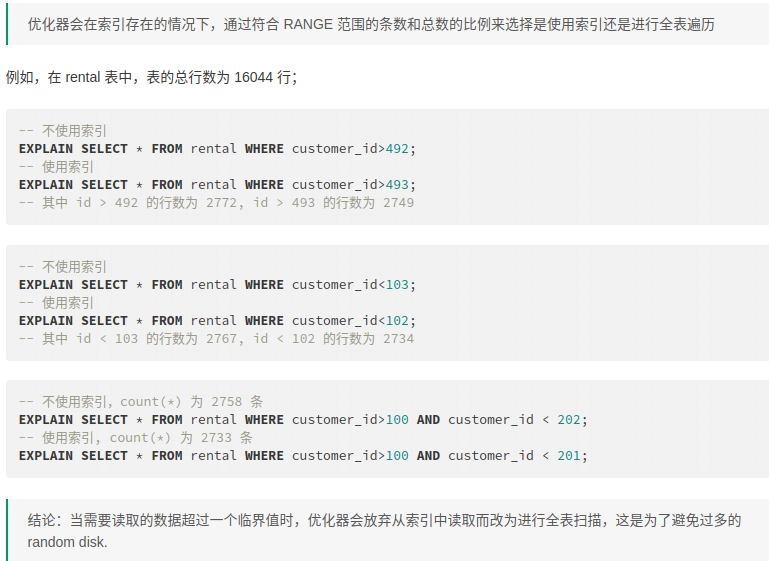 优化器会在索引存在的情况下，通过符合 RANGE 范围的条数和总数的比例来选择是使用索引还是进行全表遍历
例如，在 rental 表中，表的总行数为 16044 行；
-- 不使用索引
EXPLAIN SELECT * FROM rental WHERE customer_id>492;
-- 使用索引
EXPLAIN SELECT * FROM rental WHERE customer_id>493;
-- 其中 id > 492 的行数为 2772, id > 493 的行数为 2749
-- 不使用索引
EXPLAIN SELECT * FROM rental WHERE customer_id<103;
-- 使用索引
EXPLAIN SELECT * FROM rental WHERE customer_id<102;
-- 其中 id < 103 的行数为 2767, id < 102 的行数为 2734
-- 不使用索引, count(*) 为 2758 条
EXPLAIN SELECT * FROM rental WHERE customer_id>100 AND customer_id < 202;
-- 使用索引, count(*) 为 2733 条
EXPLAIN SELECT * FROM rental WHERE customer_id>100 AND customer_id < 201;
结论：当需要读取的数据超过一个临界值时，优化器会放弃从索引中读取而改为进行全表扫描，这是为了避免过多的
random disk.